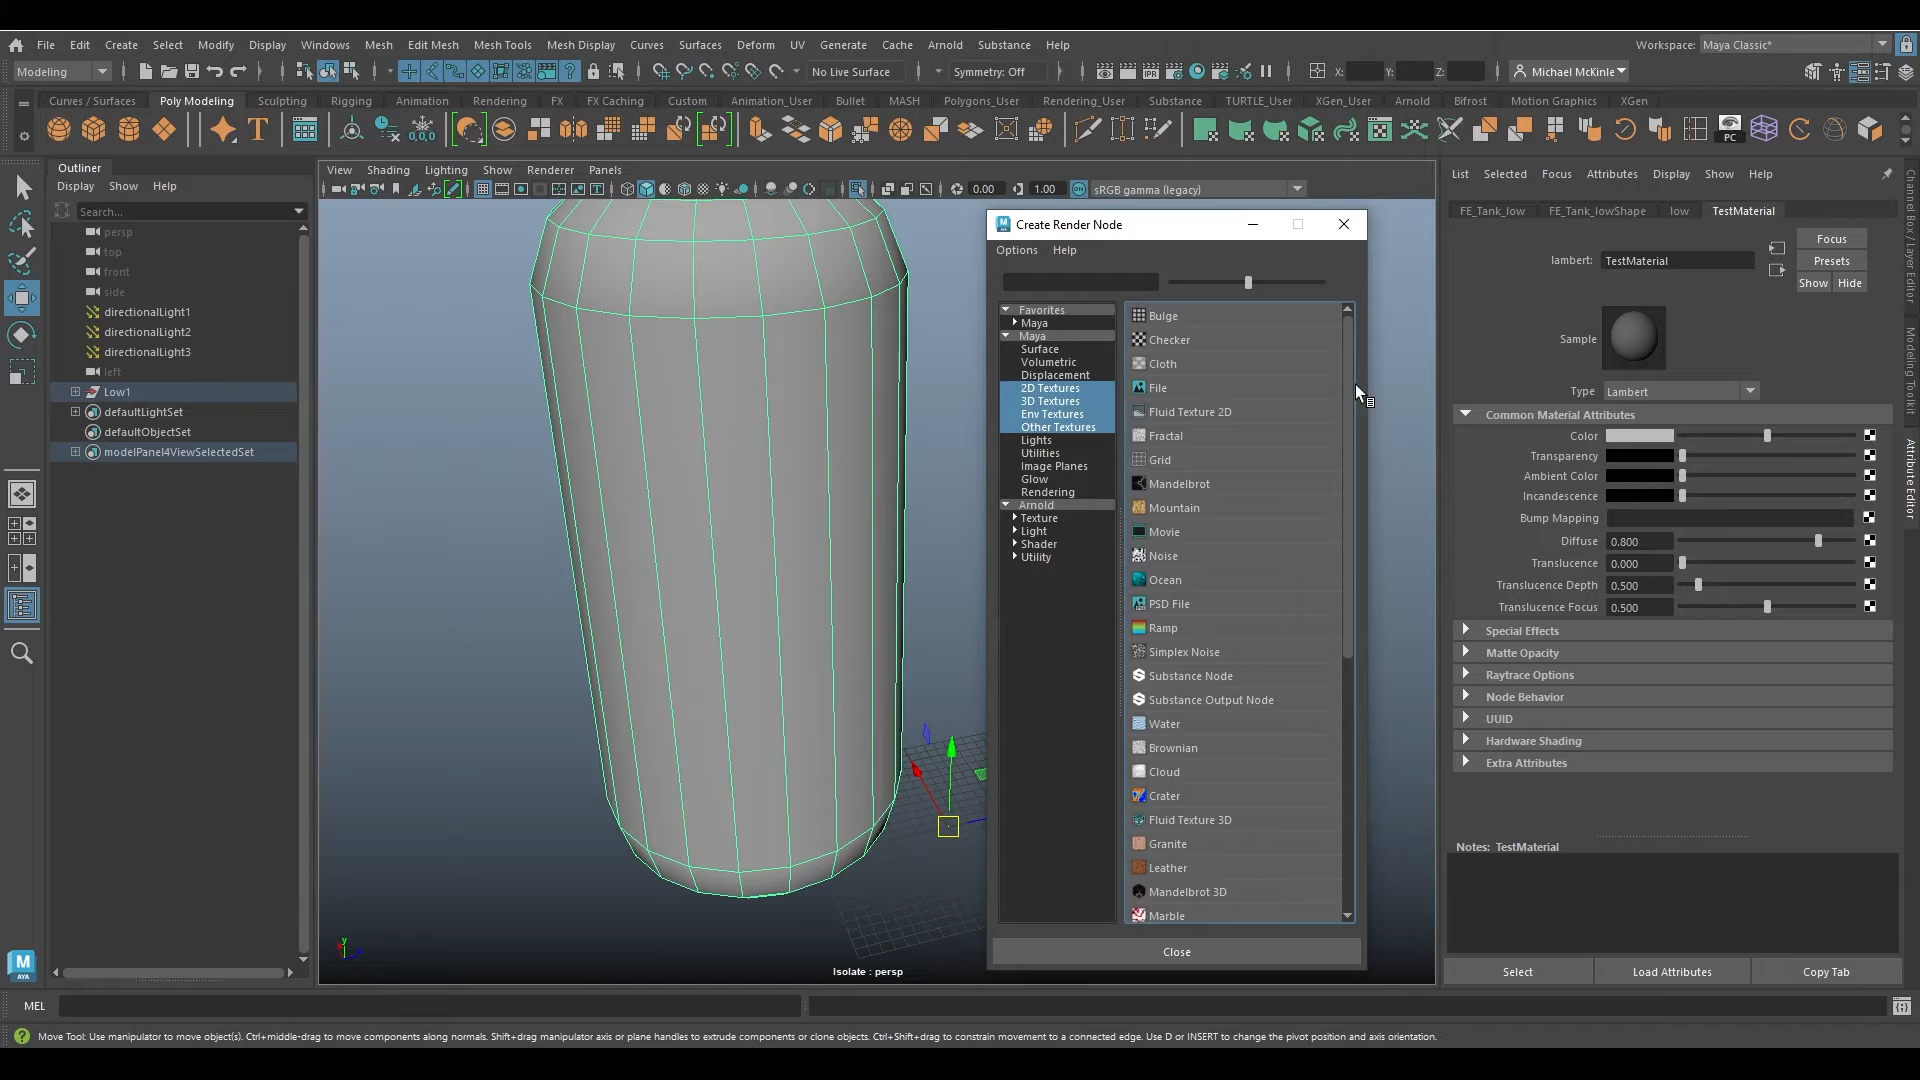 File Edit Create Select Modify Display Windows Mesh Edit Mesh Mesh Tools Mesh Display Curves Surfaces Deform UV Generate Cache Arnold Substance Help Workspace: Maya Classic*
Modeling No Live Surface Symmetry: Off X: Y: Z: Michael McKinle
Curves / Surfaces Poly Modeling Sculpting Rigging Animation Rendering FX FX Caching Custom Animation_User Bullet MASH Polygons_User Rendering_User Substance TURTLE_User XGen_User Arnold Bifrost Motion Graphics XGen
PC
Outliner
Display Show Help
Search...
persp
top
front
side
directionalLight1
directionalLight2
directionalLight3
left
Low1
defaultLightSet
defaultObjectSet
modelPanel4ViewSelectedSet
View Shading Lighting Show Renderer Panels
0.00 1.00 ON sRGB gamma (legacy)
Isolate : persp
Create Render Node
Options Help
Favorites
Maya
Maya
Surface
Volumetric
Displacement
2D Textures
3D Textures
Env Textures
Other Textures
Lights
Utilities
Image Planes
Glow
Rendering
Arnold
Texture
Light
Shader
Utility
Bulge
Checker
Cloth
File
Fluid Texture 2D
Fractal
Grid
Mandelbrot
Mountain
Movie
Noise
Ocean
PSD File
Ramp
Simplex Noise
Substance Node
Substance Output Node
Water
Brownian
Cloud
Crater
Fluid Texture 3D
Granite
Leather
Mandelbrot 3D
Marble
Close
List Selected Focus Attributes Display Show Help
FE_Tank_low FE_Tank_lowShape low TestMaterial
lambert: TestMaterial
Focus
Presets
Show Hide
Sample
Type Lambert
Common Material Attributes
Color
Transparency
Ambient Color
Incandescence
Bump Mapping
Diffuse 0.800
Translucence 0.000
Translucence Depth 0.500
Translucence Focus 0.500
Special Effects
Matte Opacity
Raytrace Options
Node Behavior
UUID
Hardware Shading
Extra Attributes
Notes: TestMaterial
Select Load Attributes Copy Tab
Channel Box / Layer Editor
Modeling Toolkit
Attribute Editor
M
AYA
y
MEL
Move Tool: Use manipulator to move object(s). Ctrl+middle-drag to move components along normals. Shift+drag manipulator axis or plane handles to extrude components or clone objects. Ctrl+Shift+drag to constrain movement to a connected edge. Use D or INSERT to change the pivot position and axis orientation.